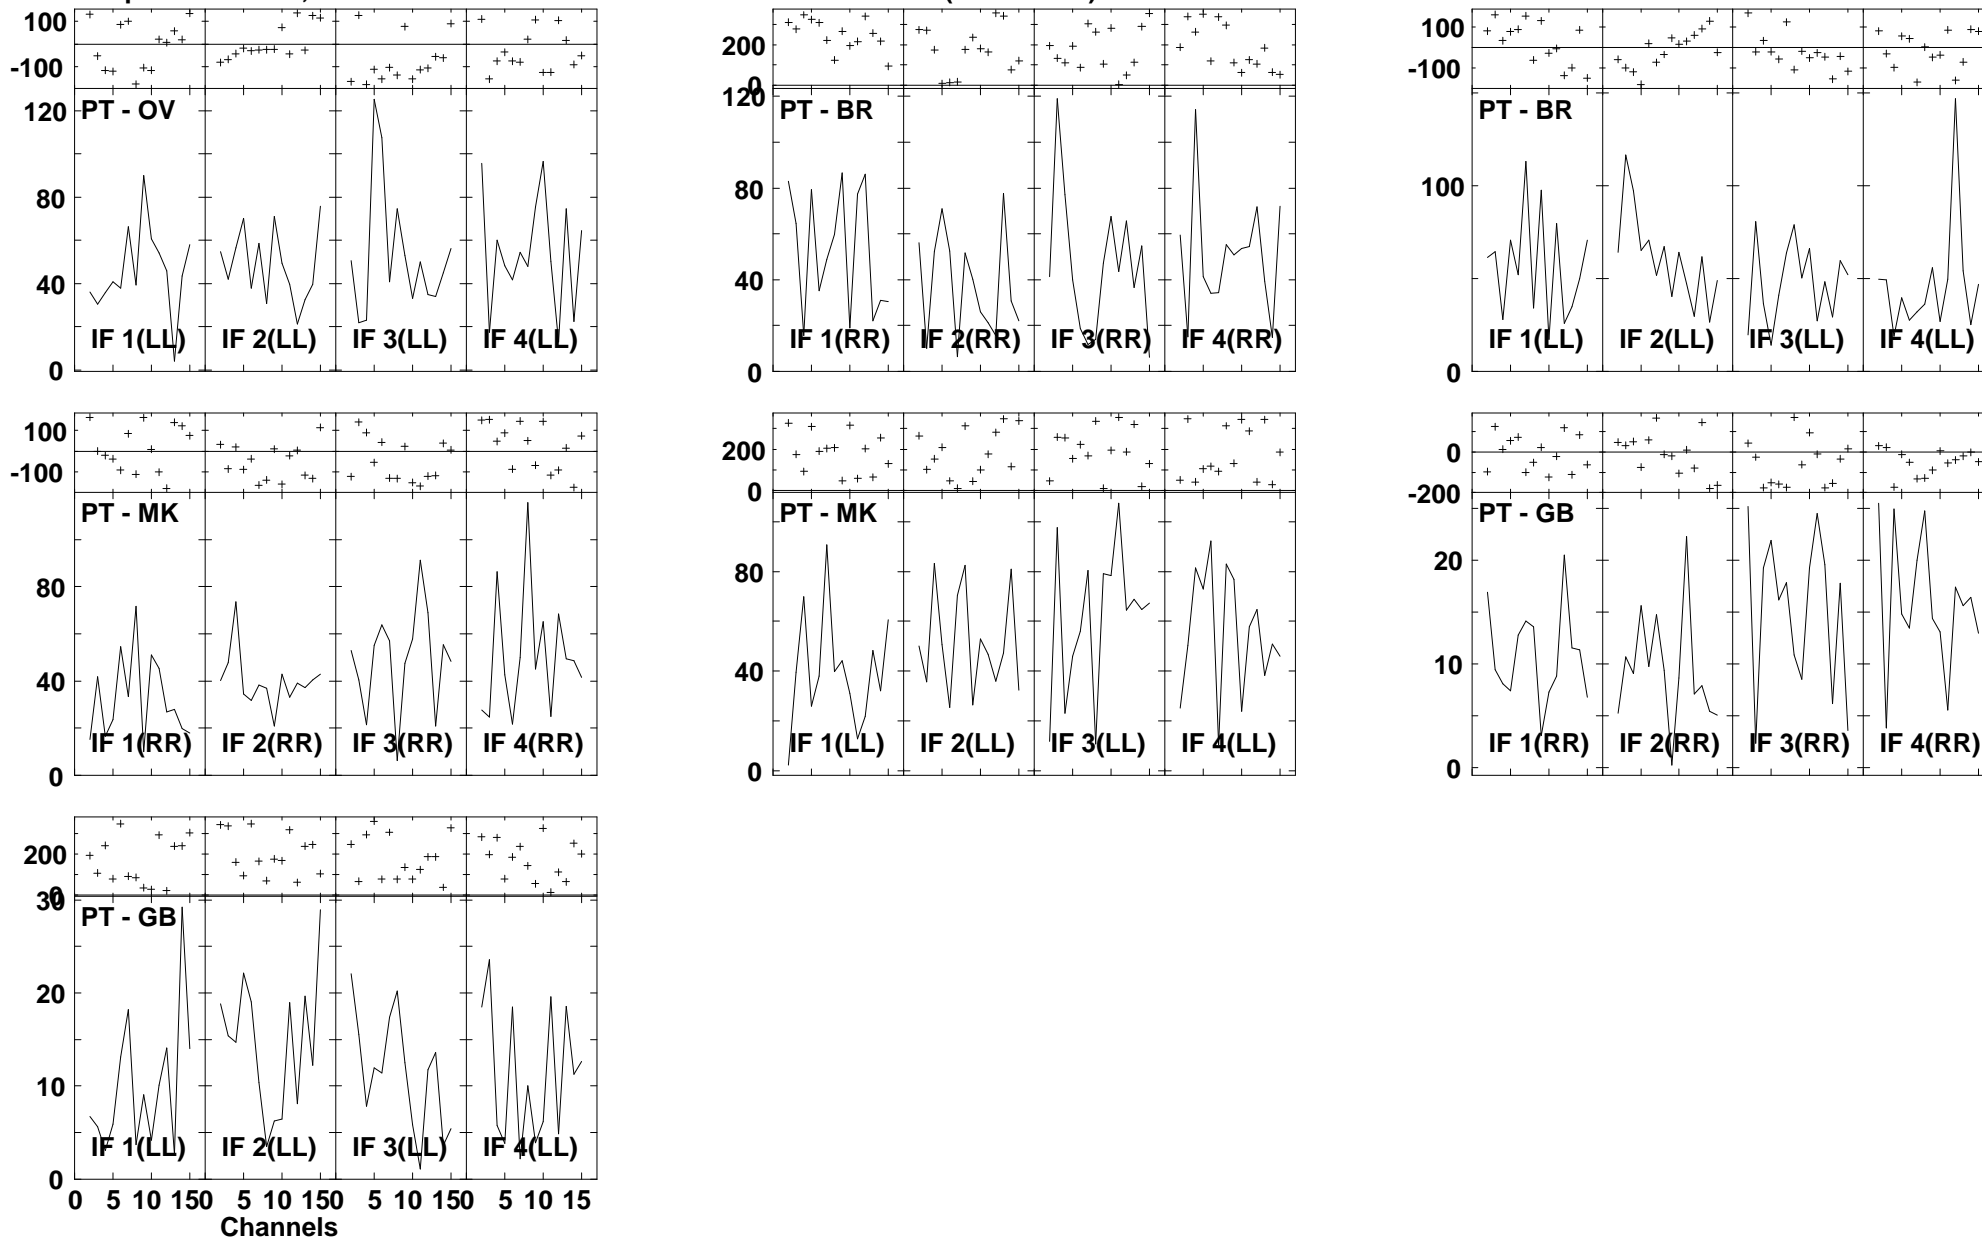 100
-100
120
80
40
0
PT - OV
IF 1(LL) IF 2(LL) IF 3(LL) IF 4(LL)
200
0
120
80
40
0
PT - BR
IF 1(RR) IF 2(RR) IF 3(RR) IF 4(RR)
100
-100
100
0
PT - BR
IF 1(LL) IF 2(LL) IF 3(LL) IF 4(LL)
100
-100
80
40
0
PT - MK
IF 1(RR) IF 2(RR) IF 3(RR) IF 4(RR)
200
0
80
40
0
PT - MK
IF 1(LL) IF 2(LL) IF 3(LL) IF 4(LL)
0
-200
20
10
0
PT - GB
IF 1(RR) IF 2(RR) IF 3(RR) IF 4(RR)
200
0
30
20
10
0
PT - GB
IF 1(LL) IF 2(LL) IF 3(LL) IF 4(LL)
0 5 10 15 0 5 10 15 0 5 10 15 0 5 10 15
Channels